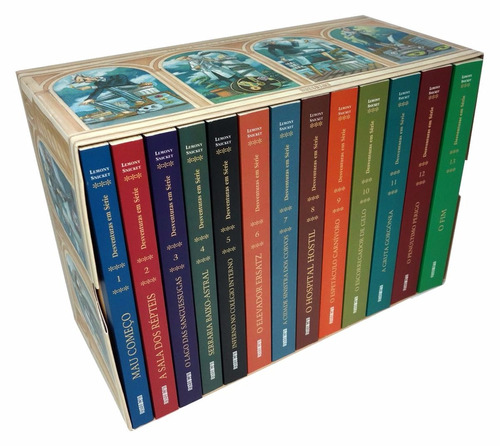 LEMONY SNICKET
Desventuras em Série
1
MAU COMEÇO
LEMONY SNICKET
Desventuras em Série
2
A SALA DOS RÉPTEIS
LEMONY SNICKET
Desventuras em Série
3
O LAGO DAS SANGUESSUGAS
LEMONY SNICKET
Desventuras em Série
4
SERRARIA BAIXO-ASTRAL
LEMONY SNICKET
Desventuras em Série
5
INFERNO NO COLÉGIO INTERNO
LEMONY SNICKET
Desventuras em Série
6
O ELEVADOR ERSATZ
LEMONY SNICKET
Desventuras em Série
7
A CIDADE SINISTRA DOS CORVOS
LEMONY SNICKET
Desventuras em Série
8
O HOSPITAL HOSTIL
LEMONY SNICKET
Desventuras em Série
9
O ESPETÁCULO CARNÍVORO
LEMONY SNICKET
Desventuras em Série
10
O ESCORREGADOR DE GELO
LEMONY SNICKET
Desventuras em Série
11
A GRUTA GORGÔNEA
LEMONY SNICKET
Desventuras em Série
12
O PENÚLTIMO PERIGO
LEMONY SNICKET
Desventuras em Série
13
O FIM